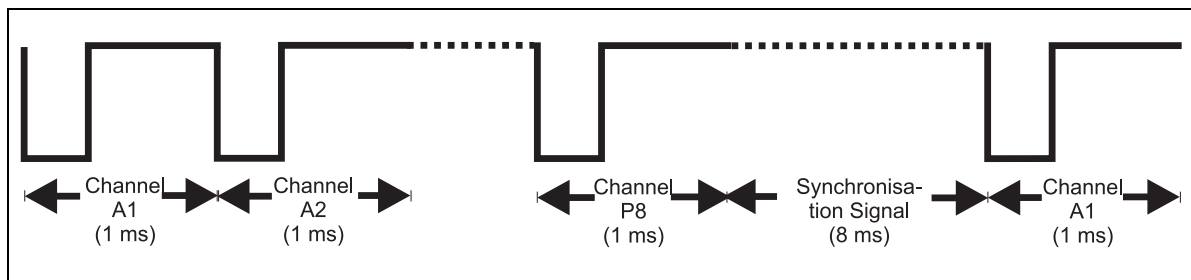 Channel
A1
(1 ms)
Channel
A2
(1 ms)
Channel
P8
(1 ms)
Synchronisa-
tion Signal
(8 ms)
Channel
A1
(1 ms)